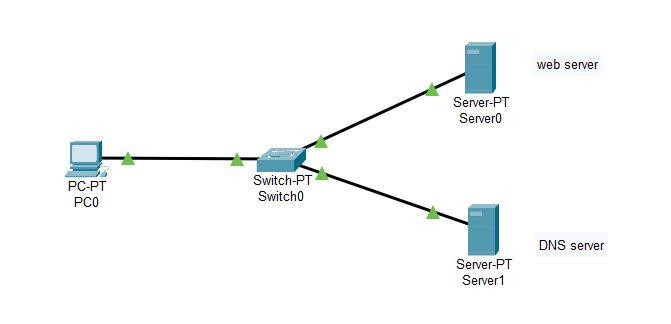 web server
Server-PT
Server0
PC-PT
PC0
Switch-PT
Switch0
DNS server
Server-PT
Server1